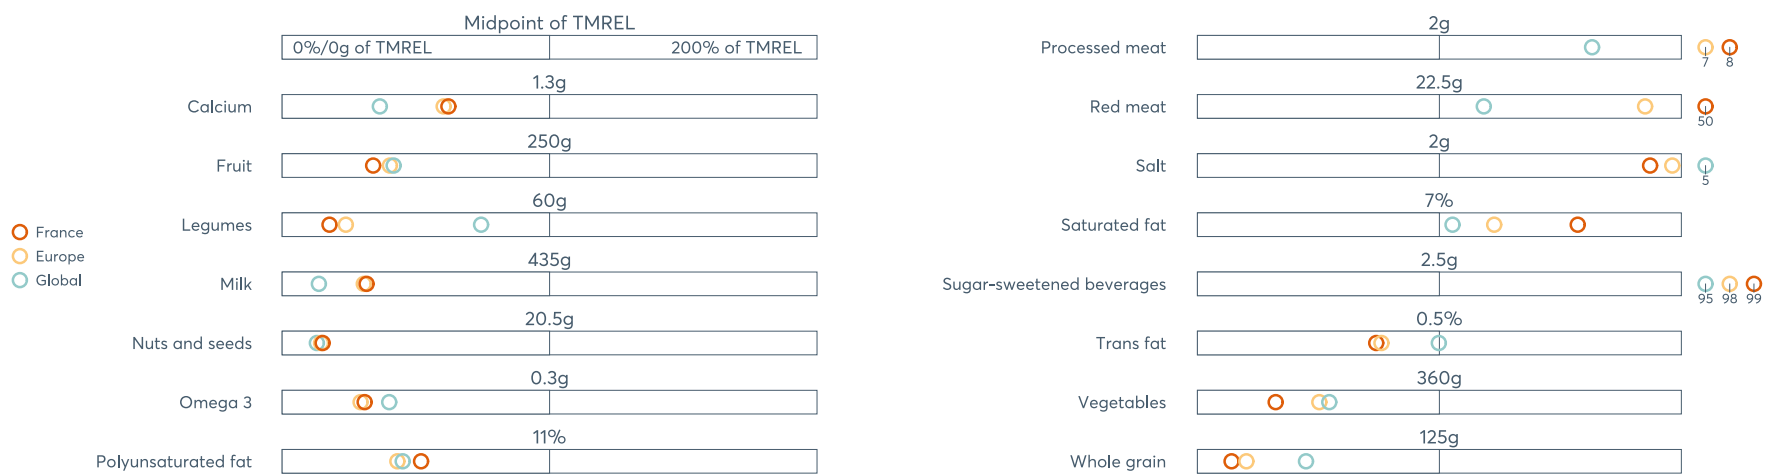 Midpoint of TMREL
0%/0g of TMREL
200% of TMREL
1.3g
Calcium
250g
Fruit
60g
Legumes
435g
Milk
20.5g
Nuts and seeds
0.3g
Omega 3
11%
Polyunsaturated fat
France
Europe
Global
2g
Processed meat
7
8
22.5g
Red meat
50
2g
Salt
5
7%
Saturated fat
2.5g
Sugar-sweetened beverages
95
98
99
0.5%
Trans fat
360g
Vegetables
125g
Whole grain